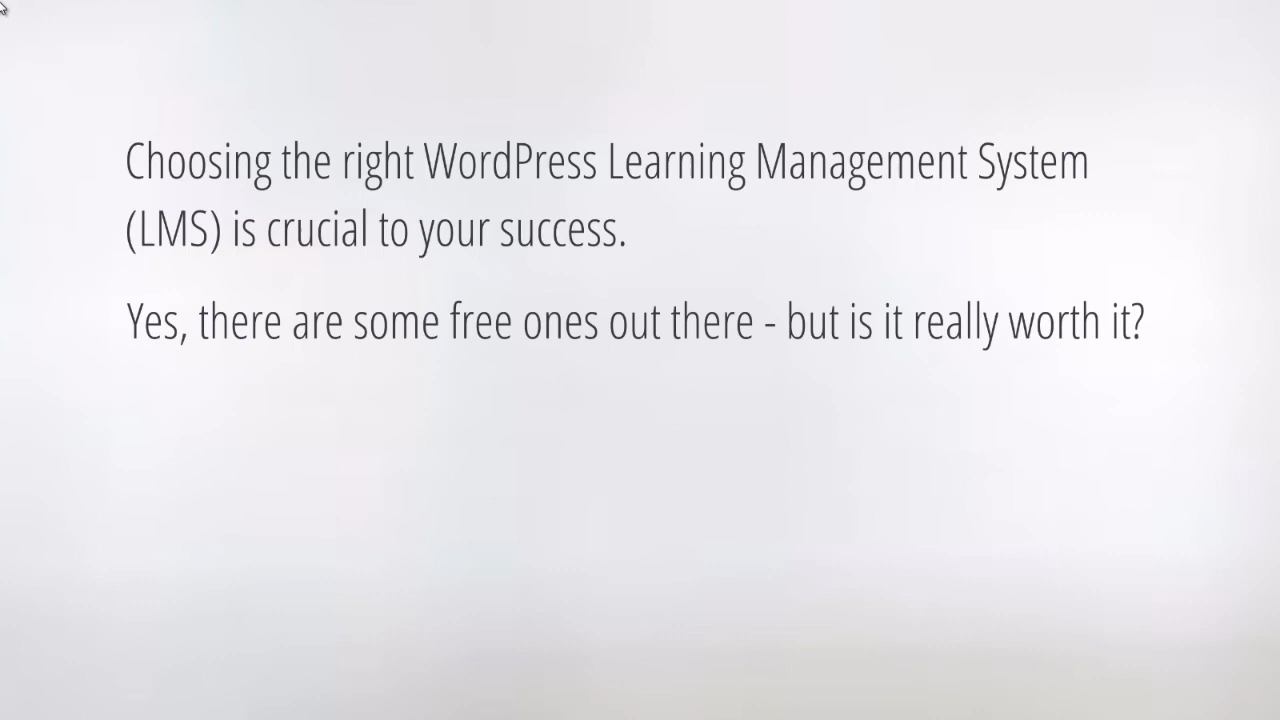 Choosing the right WordPress Learning Management System
(LMS) is crucial to your success.
Yes, there are some free ones out there - but is it really worth it?